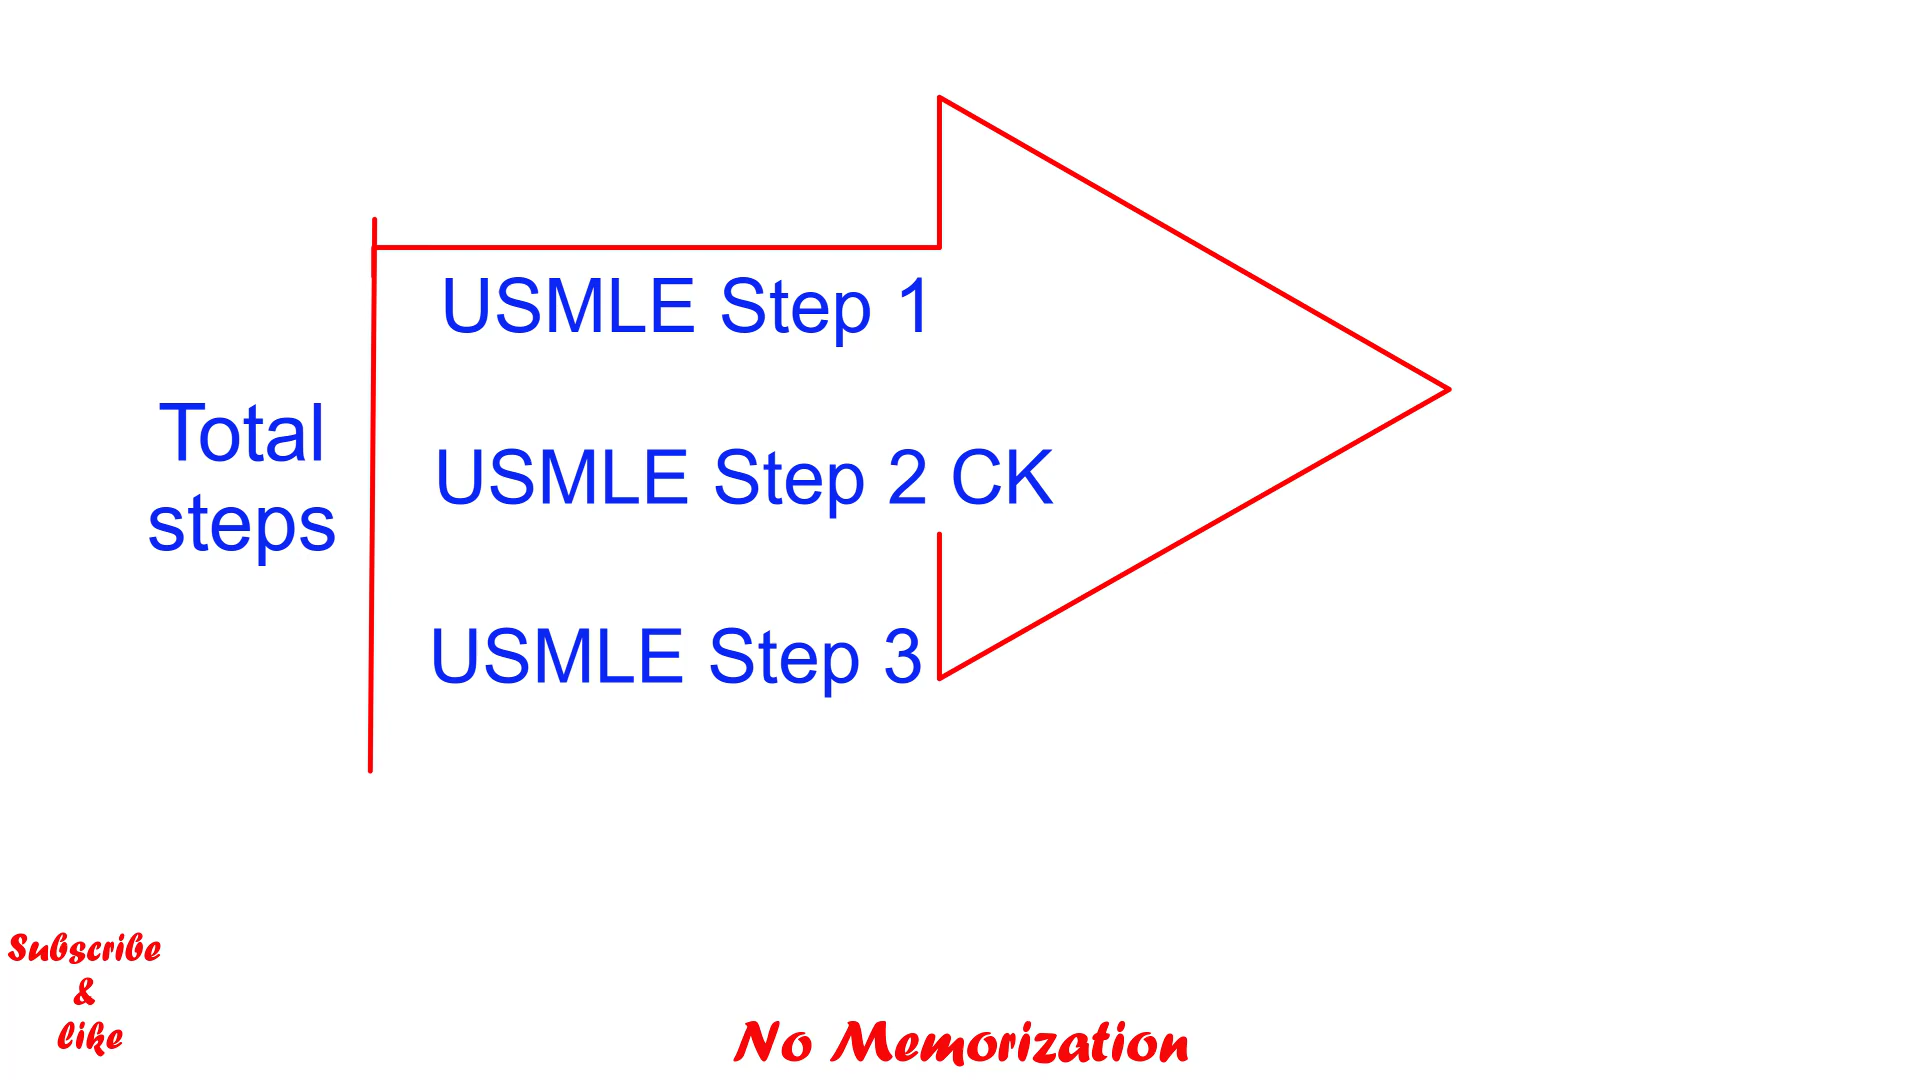 USMLE Step 1
Total
steps
USMLE Step 2 CK
USMLE Step 3
Subscribe
&
like
No Memorization